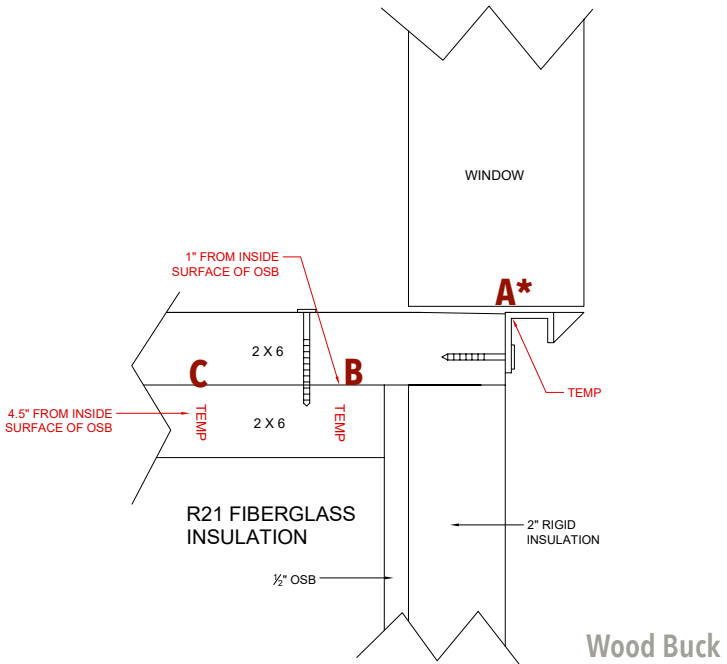 WINDOW
1" FROM INSIDE
SURFACE OF OSB
A*
2 X 6
C
B
TEMP
4.5" FROM INSIDE
SURFACE OF OSB
TEMP
2 X 6
TEMP
R21 FIBERGLASS
INSULATION
2" RIGID
INSULATION
½" OSB
Wood Buck